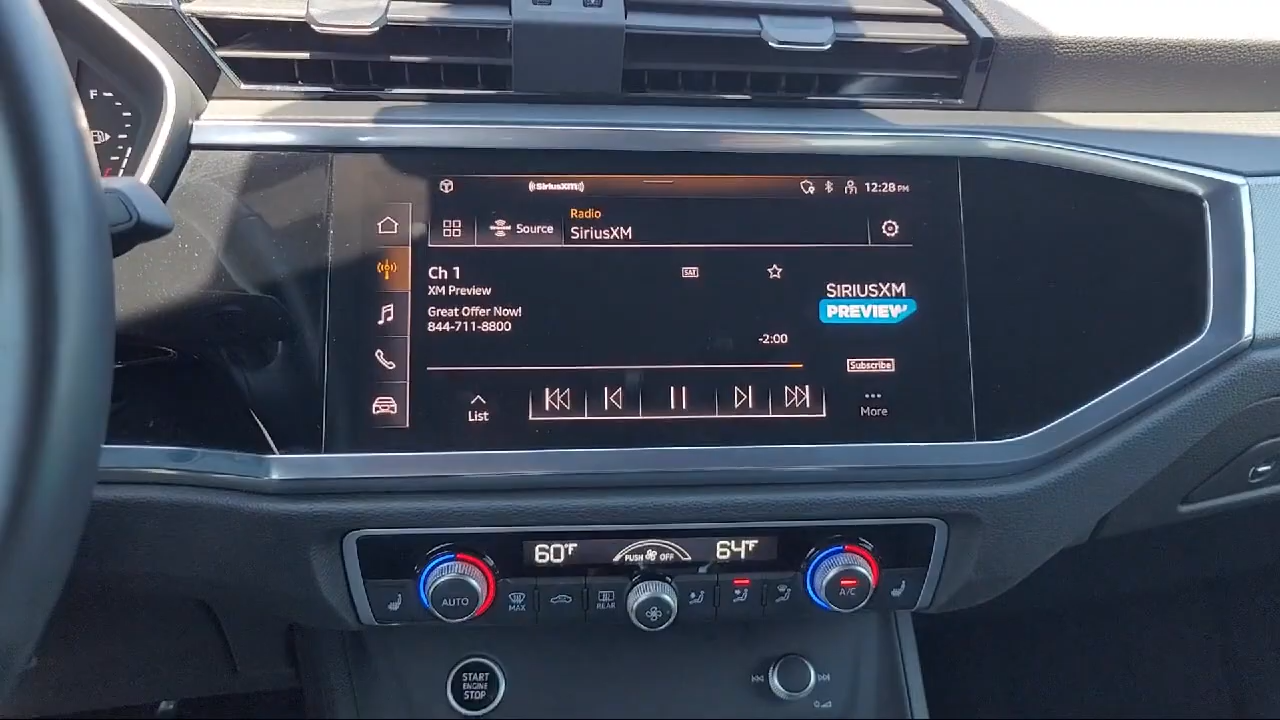 F
SiriusXM
12:28 PM
Radio
Source
SiriusXM
Ch 1
SAT
XM Preview
Great Offer Now!
844-711-8800
SIRIUSXM
PREVIEW
-2:00
Subscribe
List
More
60°F
PUSH OFF
64°F
AUTO
MAX
REAR
A/C
START
ENGINE
STOP